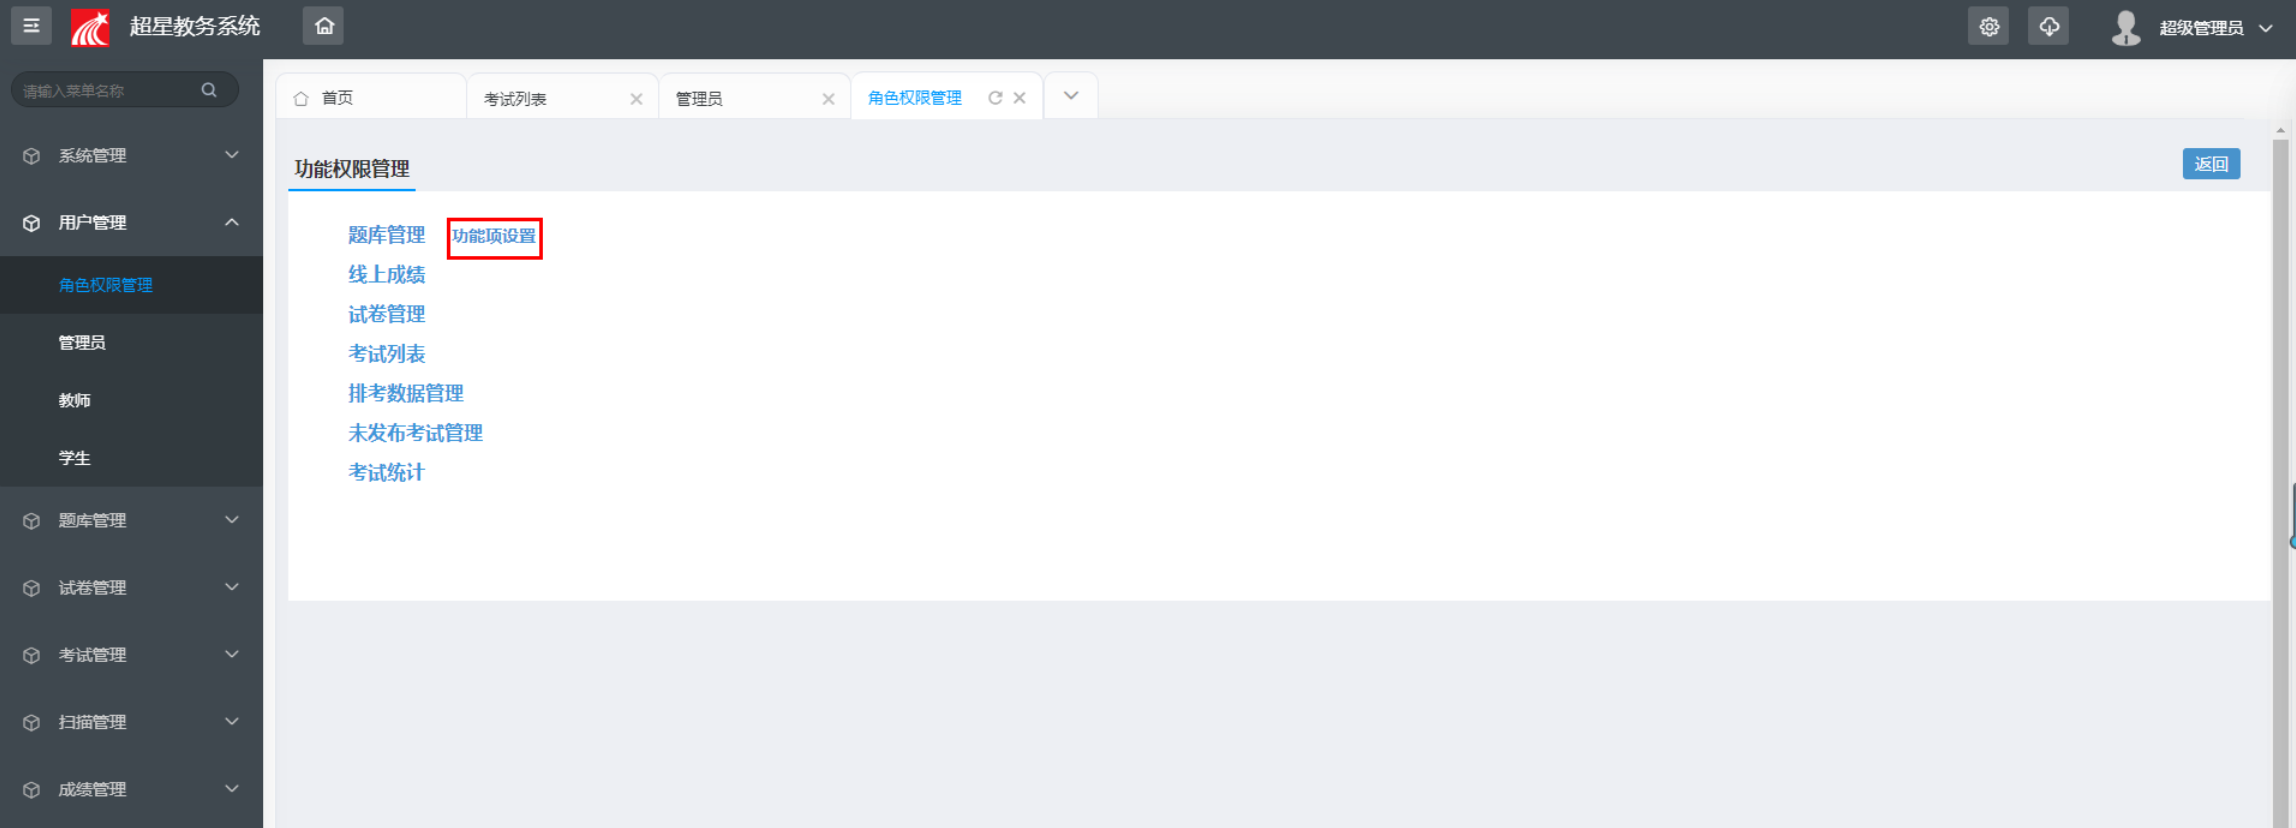 超星教务系统
超级管理员
请输入菜单名称
首页
考试列表
管理员
角色权限管理
系统管理
用户管理
角色权限管理
管理员
教师
学生
题库管理
试卷管理
考试管理
扫描管理
成绩管理
功能权限管理
返回
题库管理 功能项设置
线上成绩
试卷管理
考试列表
排考数据管理
未发布考试管理
考试统计